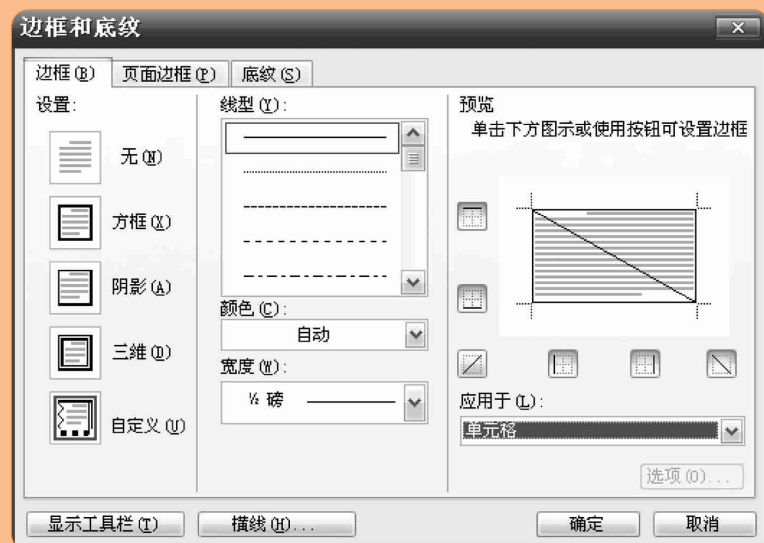 边框和底纹
边框(B) 页面边框(P) 底纹(S)
设置:
无(N)
方框(X)
阴影(A)
三维(D)
自定义(U)
线型(Y):
颜色(C):
自动
宽度(W):
½ 磅
预览
单击下方图示或使用按钮可设置边框
应用于(L):
单元格
选项(O)...
显示工具栏(T) 横线(H)... 确定 取消